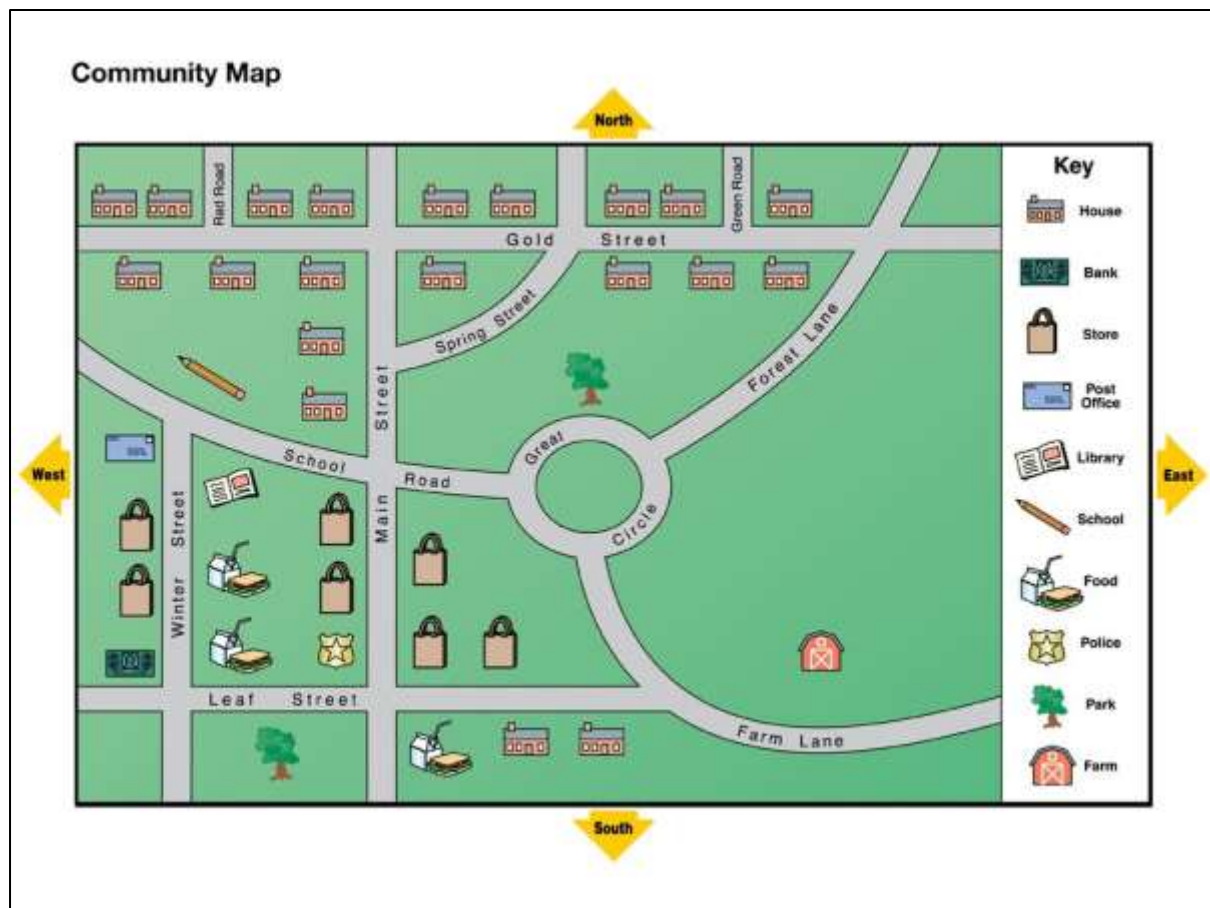 Community Map
North
Key
Rad Road
Green Road
House
Gold Street
Bank
Spring Street
Forest Lane
Store
Main Street
Post
Office
School Road
Great Circle
Library
West
East
Winter Street
School
Food
Police
Leaf Street
Park
Farm Lane
Farm
South